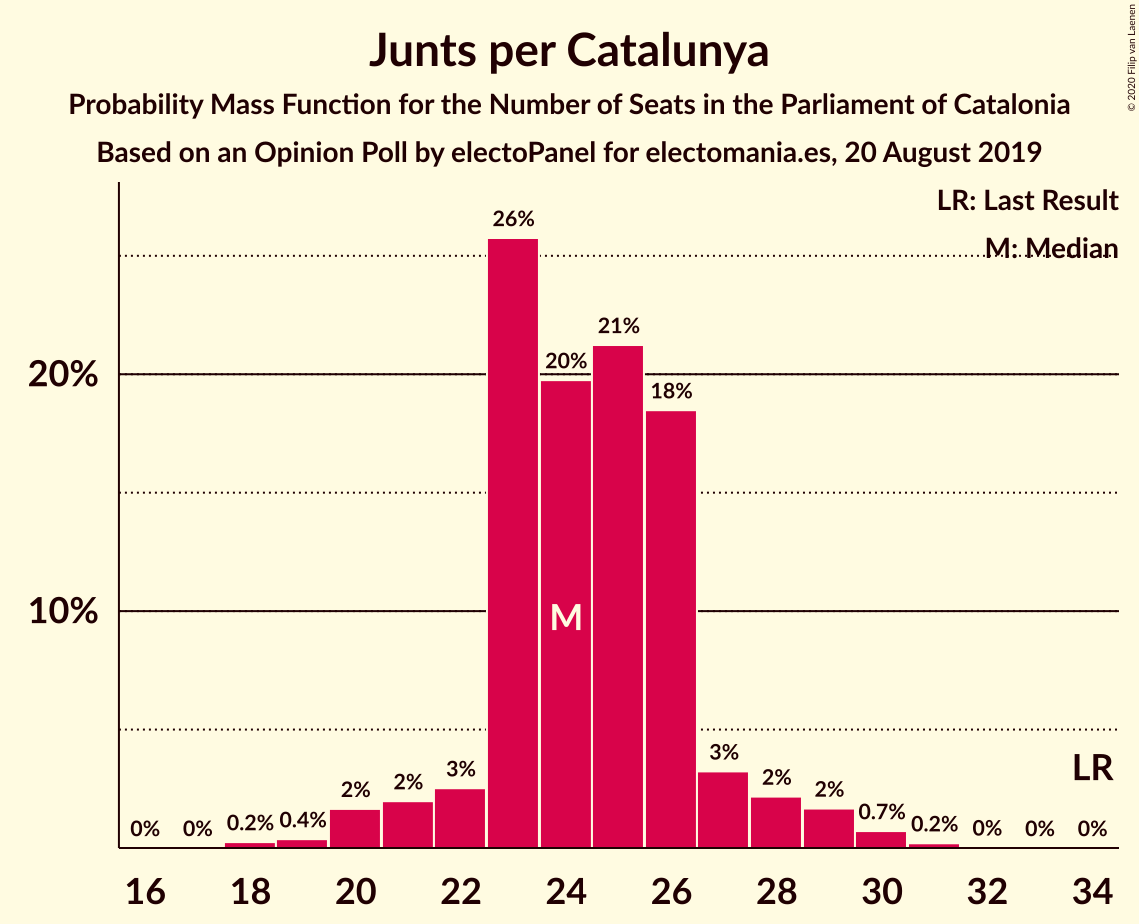 Junts per Catalunya
Probability Mass Function for the Number of Seats in the Parliament of Catalonia
Based on an Opinion Poll by electoPanel for electomania.es, 20 August 2019
© 2020 Filip van Laenen
LR: Last Result
M: Median
20%
10%
0%
0%
0.2%
0.4%
2%
2%
3%
26%
20%
21%
18%
3%
2%
2%
0.7%
0.2%
0%
0%
0%
M
LR
16 18 20 22 24 26 28 30 32 34